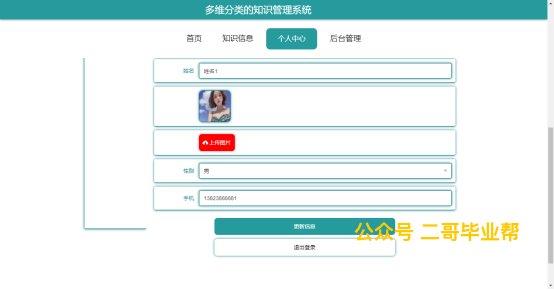 多维分类的知识管理系统
首页 知识信息 个人中心 后台管理
姓名 姓名1
上传图片
性别 男
手机 13823888881
更新信息
公众号 二哥毕业帮
退出登录